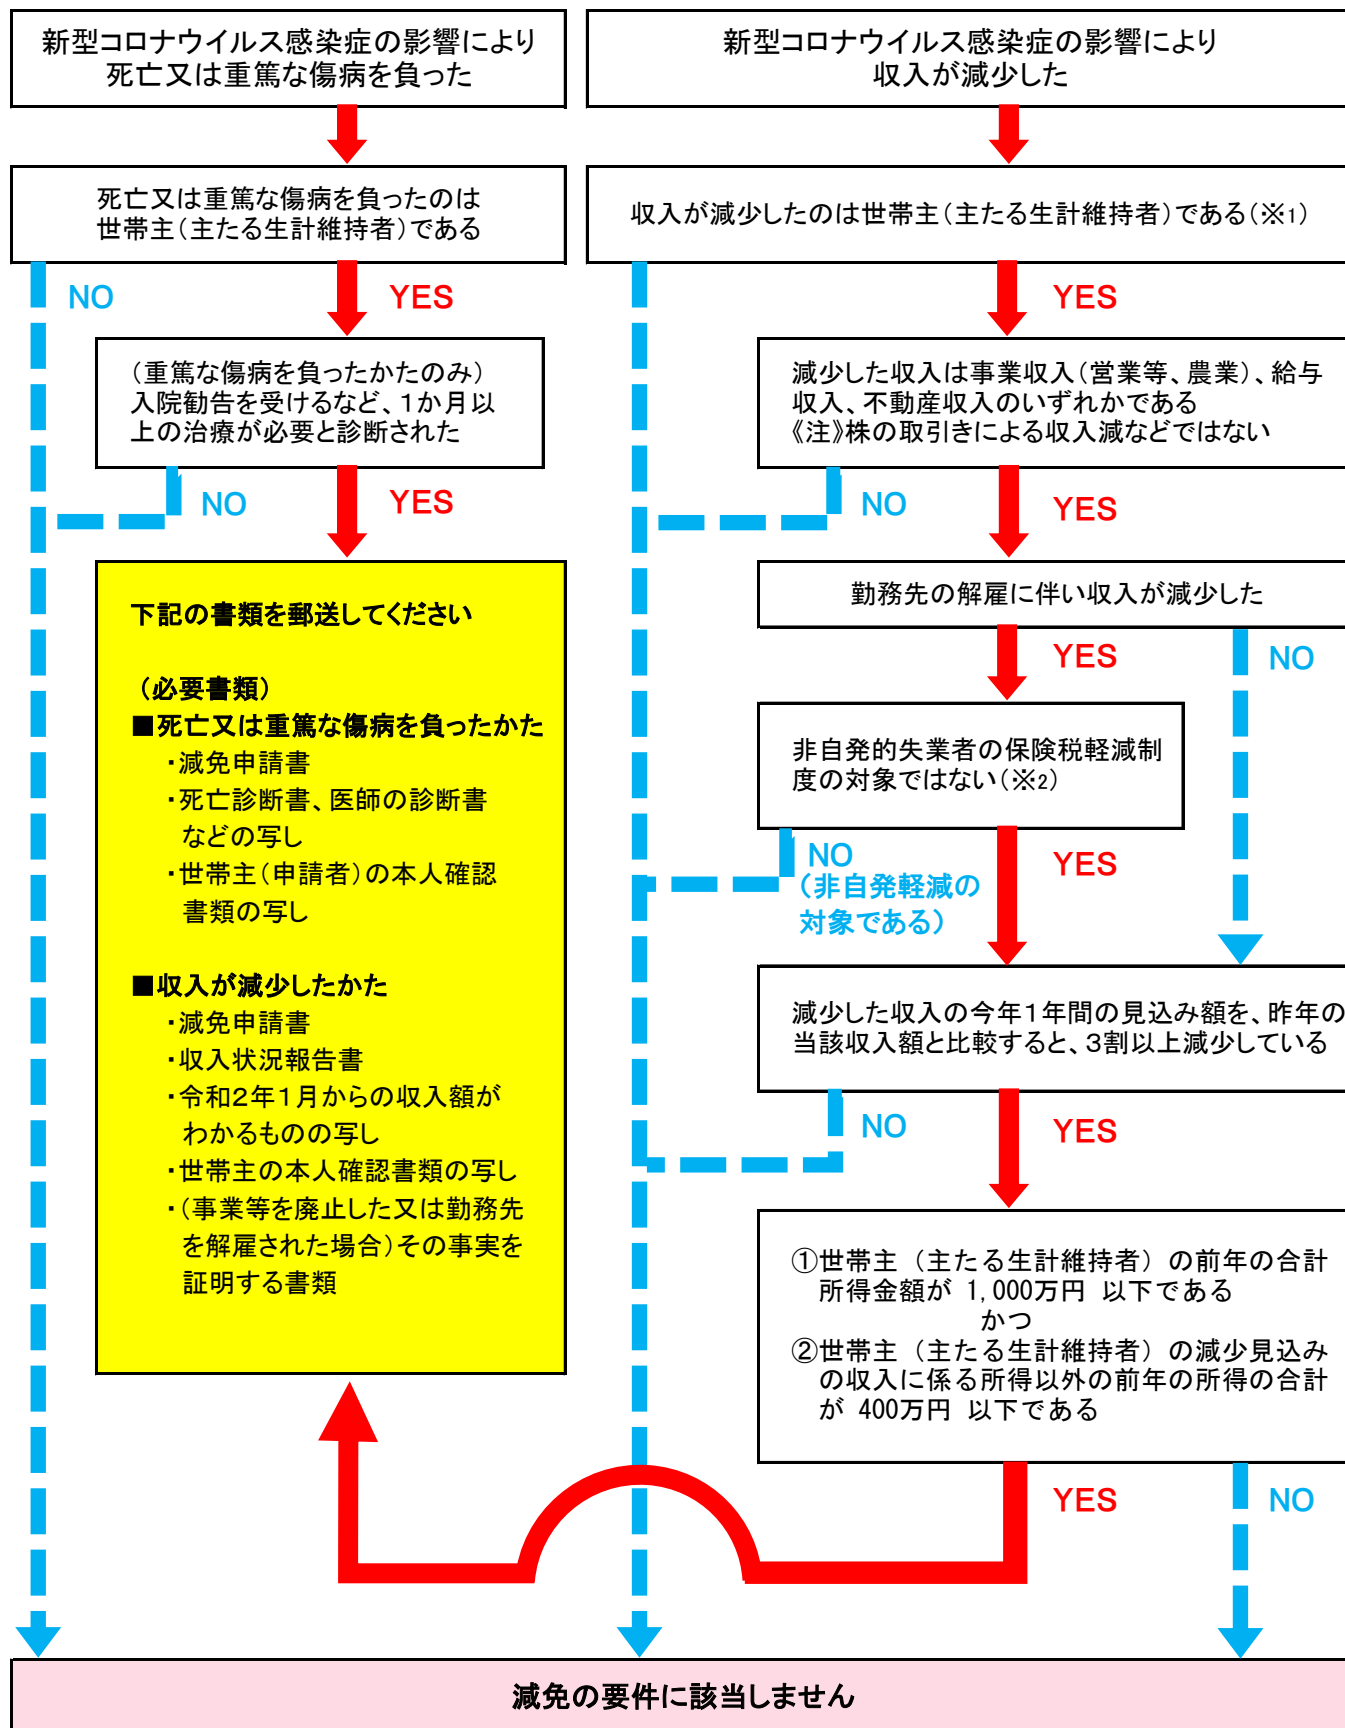 新型コロナウイルス感染症の影響により
死亡又は重篤な傷病を負った
死亡又は重篤な傷病を負ったのは
世帯主(主たる生計維持者)である
NO
YES
(重篤な傷病を負ったかたのみ)
入院勧告を受けるなど、1か月以
上の治療が必要と診断された
NO
YES
下記の書類を郵送してください
(必要書類)
■死亡又は重篤な傷病を負ったかた
・減免申請書
・死亡診断書、医師の診断書
などの写し
・世帯主(申請者)の本人確認
書類の写し
■収入が減少したかた
・減免申請書
・収入状況報告書
・令和2年1月からの収入額が
わかるものの写し
・世帯主の本人確認書類の写し
・(事業等を廃止した又は勤務先
を解雇された場合)その事実を
証明する書類
新型コロナウイルス感染症の影響により
収入が減少した
収入が減少したのは世帯主(主たる生計維持者)である(※1)
YES
減少した収入は事業収入(営業等、農業)、給与
収入、不動産収入のいずれかである
《注》株の取引きによる収入減などではない
NO
YES
勤務先の解雇に伴い収入が減少した
YES
NO
非自発的失業者の保険税軽減制
度の対象ではない(※2)
NO
(非自発軽減の
対象である)
YES
減少した収入の今年1年間の見込み額を、昨年の
当該収入額と比較すると、3割以上減少している
NO
YES
①世帯主 (主たる生計維持者) の前年の合計
所得金額が 1,000万円 以下である
かつ
②世帯主 (主たる生計維持者) の減少見込み
の収入に係る所得以外の前年の所得の合計
が 400万円 以下である
YES
NO
減免の要件に該当しません